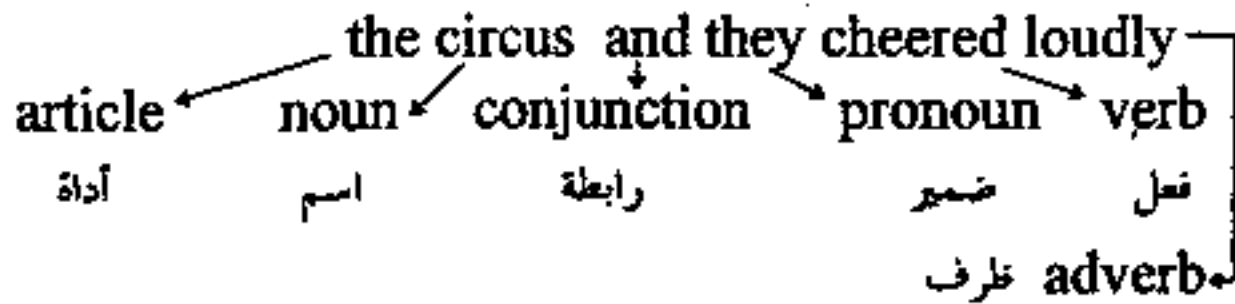 the circus and they cheered loudly
article noun conjunction pronoun verb
أداة اسم رابطة ضمير فعل
ظرف adverb